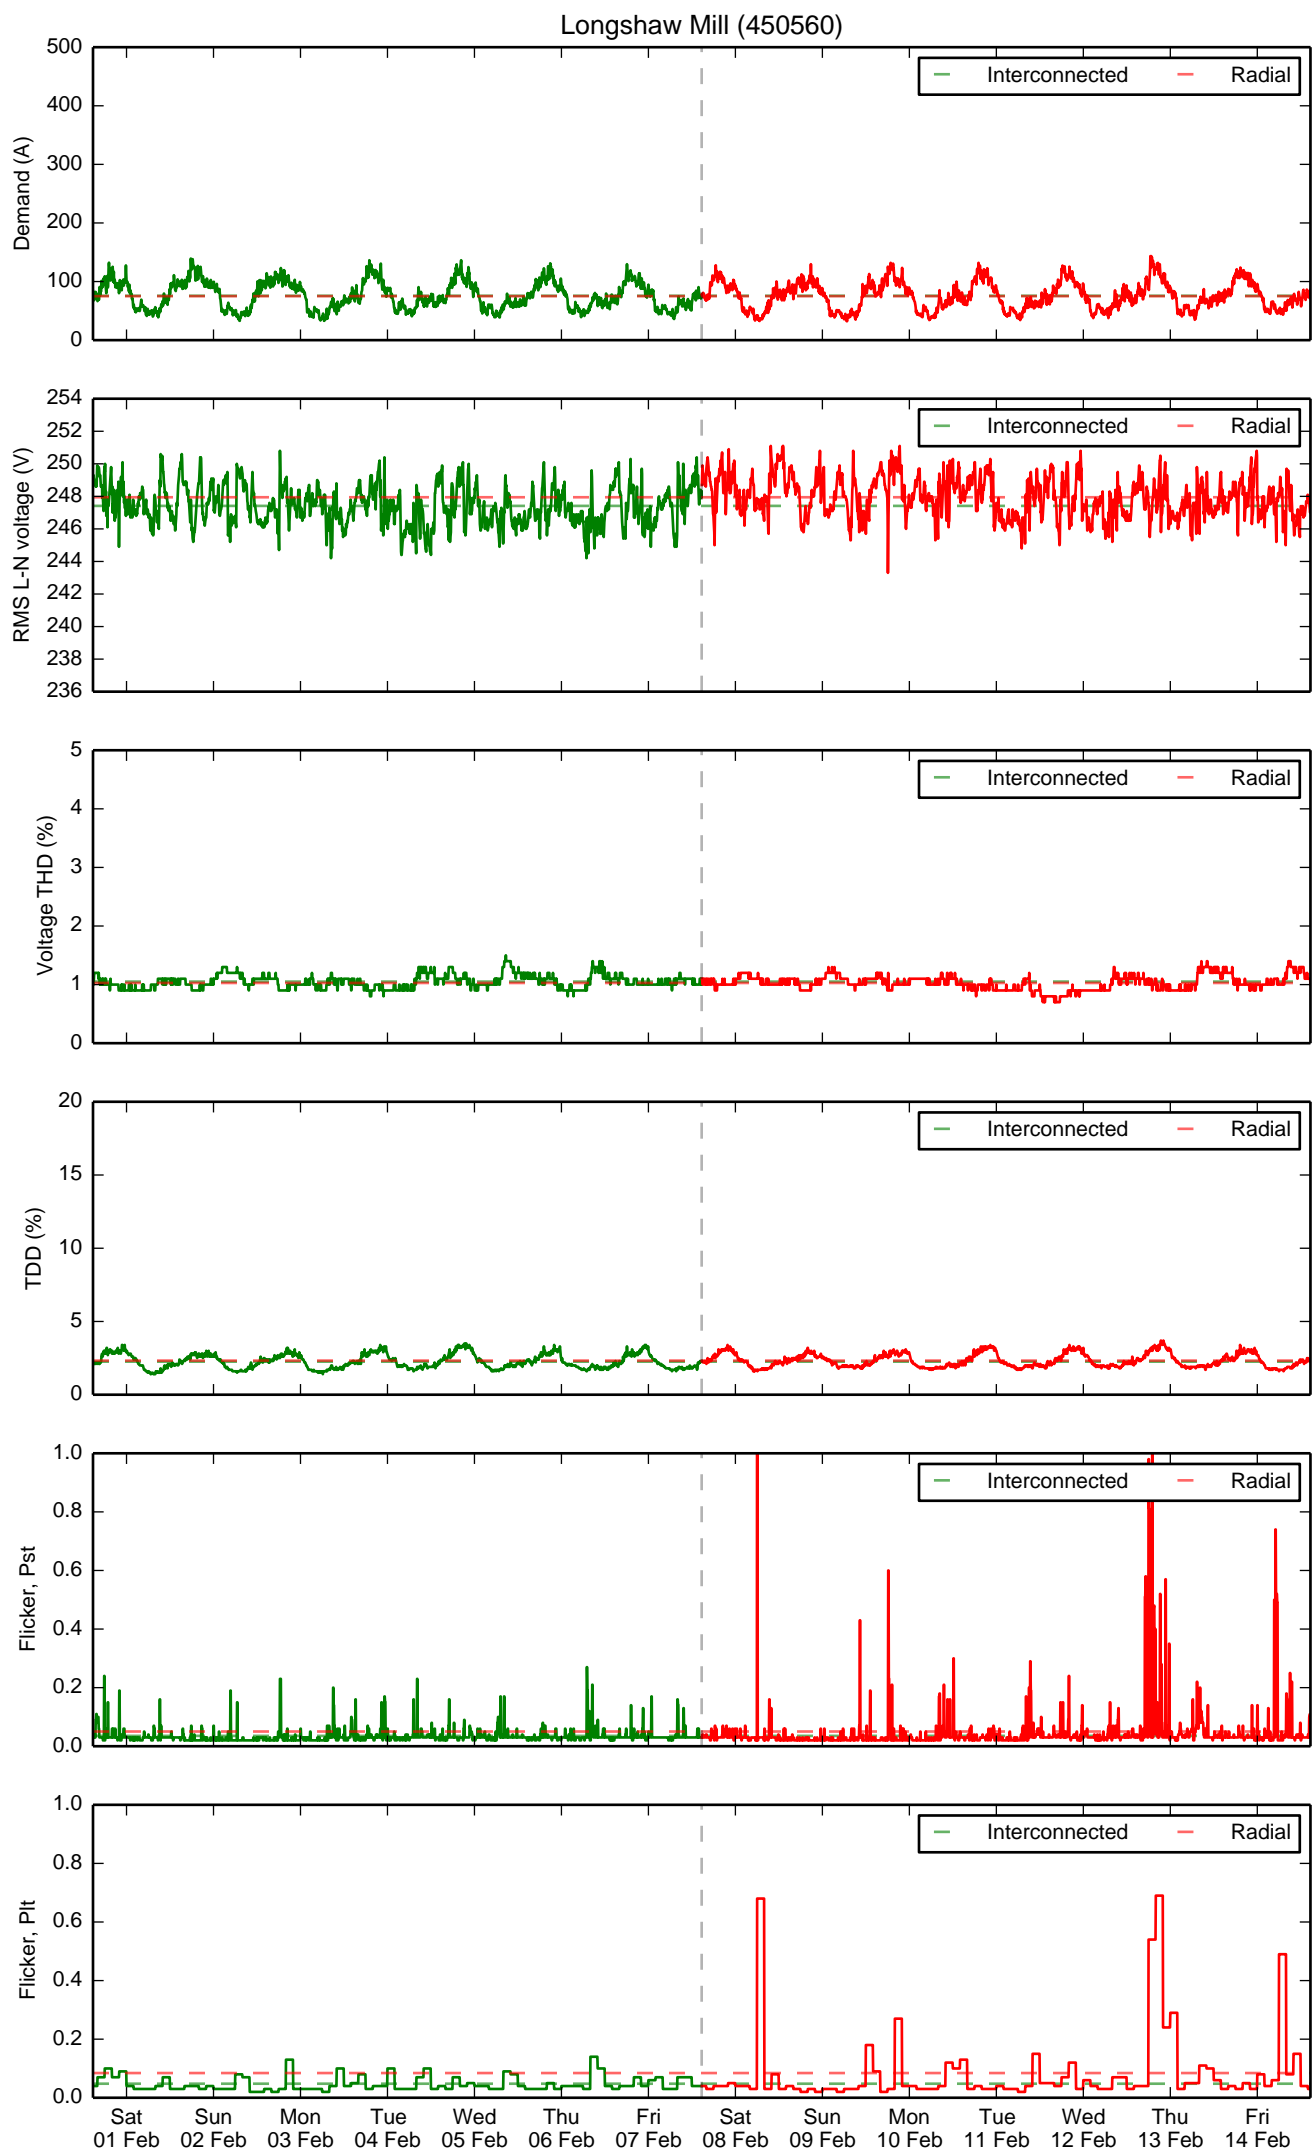 Longshaw Mill (450560)
500
400
300
200
100
0
Demand (A)
Interconnected Radial
254
252
250
248
246
244
242
240
238
236
RMS L-N voltage (V)
Interconnected Radial
5
4
3
2
1
0
Voltage THD (%)
Interconnected Radial
20
15
10
5
0
TDD (%)
Interconnected Radial
1.0
0.8
0.6
0.4
0.2
0.0
Flicker, Pst
Interconnected Radial
1.0
0.8
0.6
0.4
0.2
0.0
Flicker, Plt
Interconnected Radial
Sat Sun Mon Tue Wed Thu Fri Sat Sun Mon Tue Wed Thu Fri
01 Feb 02 Feb 03 Feb 04 Feb 05 Feb 06 Feb 07 Feb 08 Feb 09 Feb 10 Feb 11 Feb 12 Feb 13 Feb 14 Feb